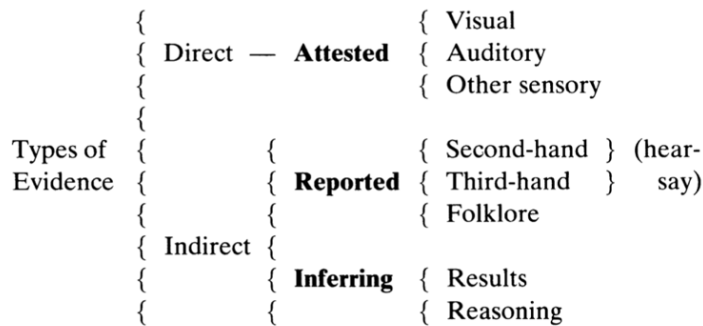 { { Visual
{ Direct — Attested { Auditory
{ { Other sensory
{
Types of { { { Second-hand } (hear-
Evidence { { Reported { Third-hand } say)
{ { { Folklore
{ Indirect {
{ { Inferring { Results
{ { { Reasoning